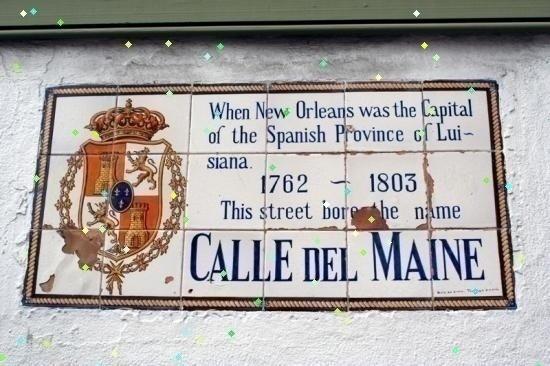 When New Orleans was the Capital
of the Spanish Province of Lui~
siana.
1762 ~ 1803
This street bore the name
CALLE DEL MAINE